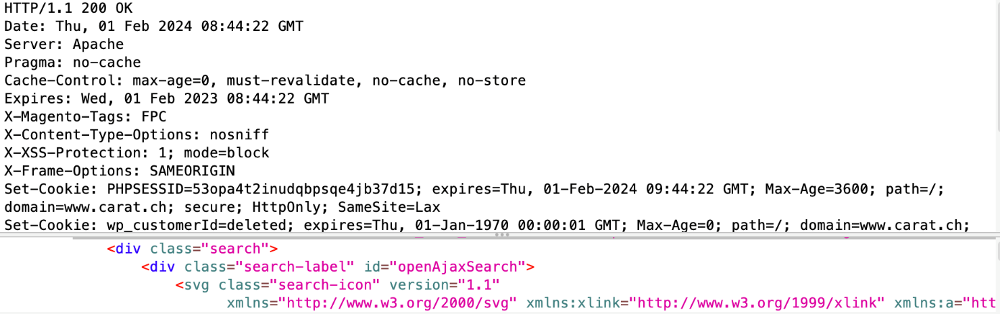 HTTP/1.1 200 OK
Date: Thu, 01 Feb 2024 08:44:22 GMT
Server: Apache
Pragma: no-cache
Cache-Control: max-age=0, must-revalidate, no-cache, no-store
Expires: Wed, 01 Feb 2023 08:44:22 GMT
X-Magento-Tags: FPC
X-Content-Type-Options: nosniff
X-XSS-Protection: 1; mode=block
X-Frame-Options: SAMEORIGIN
Set-Cookie: PHPSESSID=53opa4t2inudqbpsqe4jb37d15; expires=Thu, 01-Feb-2024 09:44:22 GMT; Max-Age=3600; path=/;
domain=www.carat.ch; secure; HttpOnly; SameSite=Lax
Set-Cookie: wp_customerId=deleted; expires=Thu, 01-Jan-1970 00:00:01 GMT; Max-Age=0; path=/; domain=www.carat.ch;
<div class="search">
<div class="search-label" id="openAjaxSearch">
<svg class="search-icon" version="1.1"
xmlns="http://www.w3.org/2000/svg" xmlns:xlink="http://www.w3.org/1999/xlink" xmlns:a="htt